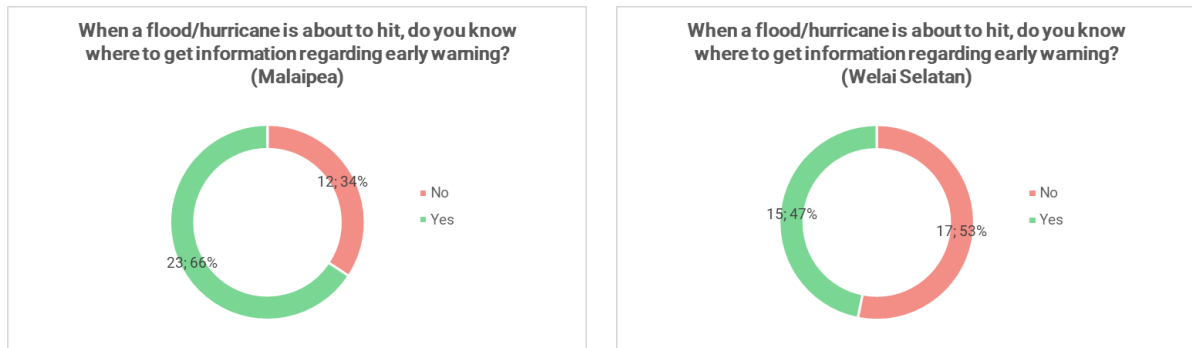 When a flood/hurricane is about to hit, do you know
where to get information regarding early warning?
(Malaipea)
12; 34%
23; 66%
No
Yes
When a flood/hurricane is about to hit, do you know
where to get information regarding early warning?
(Welai Selatan)
15; 47%
17; 53%
No
Yes